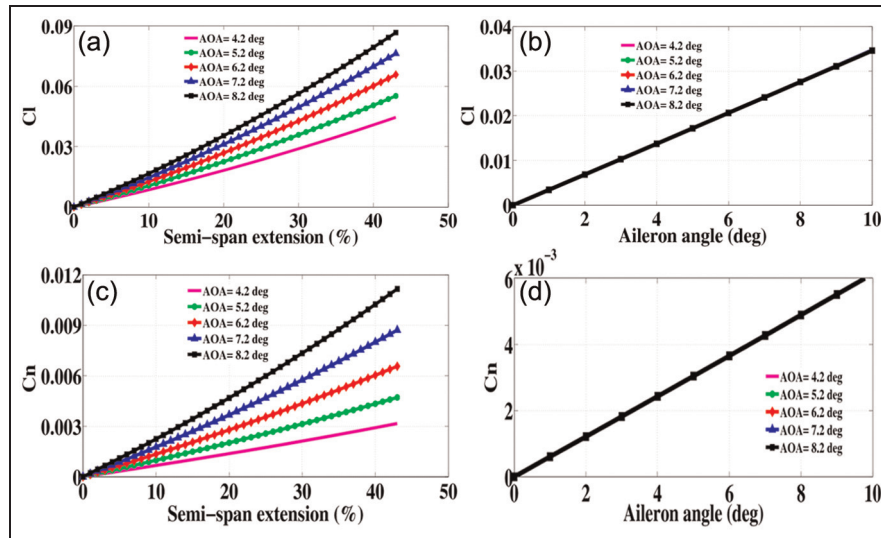 (a)
0.09
0.06
0.03
0
Cl
AOA= 4.2 deg
AOA= 5.2 deg
AOA= 6.2 deg
AOA= 7.2 deg
AOA= 8.2 deg
0 10 20 30 40 50
Semi-span extension (%)
(b)
0.04
0.03
0.02
0.01
0
Cl
AOA= 4.2 deg
AOA= 5.2 deg
AOA= 6.2 deg
AOA= 7.2 deg
AOA= 8.2 deg
0 2 4 6 8 10
Aileron angle (deg)
(c)
0.012
0.009
0.006
0.003
0
Cn
AOA= 4.2 deg
AOA= 5.2 deg
AOA= 6.2 deg
AOA= 7.2 deg
AOA= 8.2 deg
0 10 20 30 40 50
Semi-span extension (%)
(d)
x 10⁻³
6
4
2
0
Cn
AOA= 4.2 deg
AOA= 5.2 deg
AOA= 6.2 deg
AOA= 7.2 deg
AOA= 8.2 deg
0 2 4 6 8 10
Aileron angle (deg)